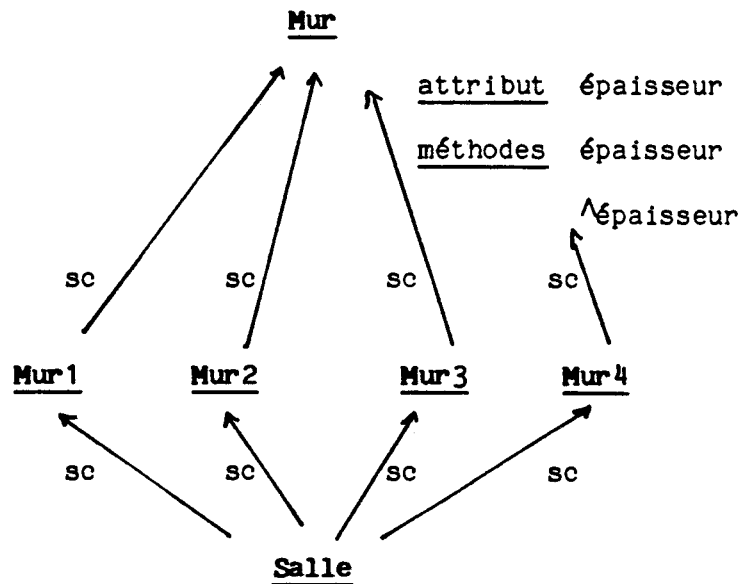 Mur
attribut épaisseur
méthodes épaisseur
^épaisseur
sc sc sc sc
Mur1 Mur2 Mur3 Mur4
sc sc sc sc
Salle